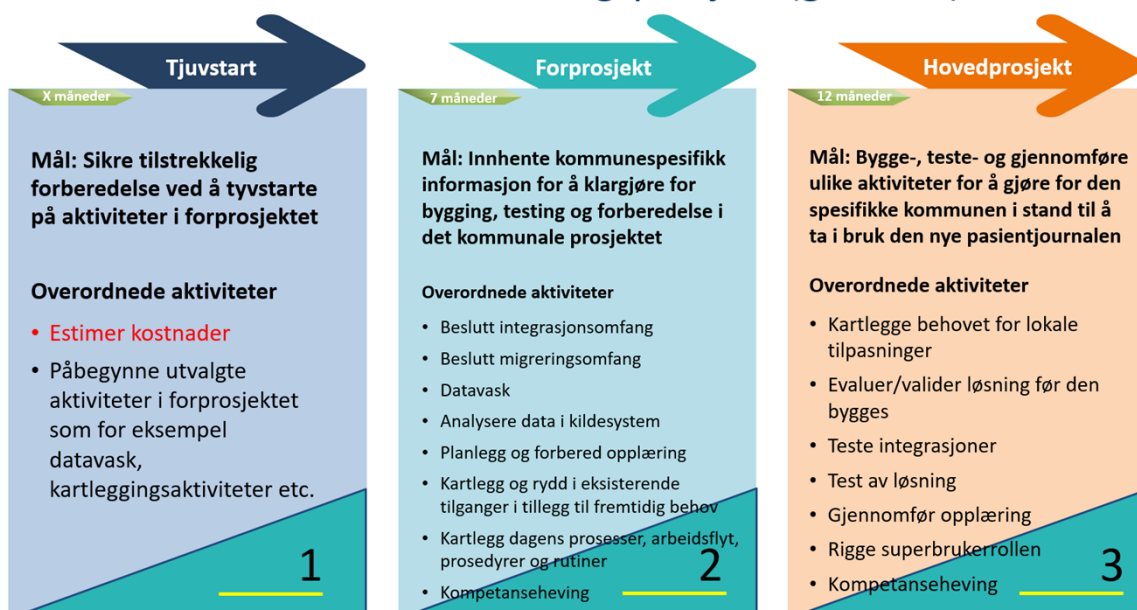 Tjuvstart
X måneder
Mål: Sikre tilstrekkelig
forberedelse ved å tyvstarte
på aktiviteter i forprosjektet
Overordnede aktiviteter
• Estimer kostnader
• Påbegynne utvalgte
aktiviteter i forprosjektet
som for eksempel
datavask,
kartleggingsaktiviteter etc.
1
Forprosjekt
7 måneder
Mål: Innhente kommunespesifikk
informasjon for å klargjøre for
bygging, testing og forberedelse i
det kommunale prosjektet
Overordnede aktiviteter
• Beslutt integrasjonsomfang
• Beslutt migreringsomfang
• Datavask
• Analysere data i kildesystem
• Planlegg og forbered opplæring
• Kartlegg og rydd i eksisterende
tilganger i tillegg til fremtidig behov
• Kartlegg dagens prosesser, arbeidsflyt,
prosedyrer og rutiner
• Kompetanseheving
2
Hovedprosjekt
12 måneder
Mål: Bygge-, teste- og gjennomføre
ulike aktiviteter for å gjøre for den
spesifikke kommunen i stand til å
ta i bruk den nye pasientjournalen
Overordnede aktiviteter
• Kartlegge behovet for lokale
tilpasninger
• Evaluer/valider løsning før den
bygges
• Teste integrasjoner
• Test av løsning
• Gjennomfør opplæring
• Rigge superbrukerrollen
• Kompetanseheving
3